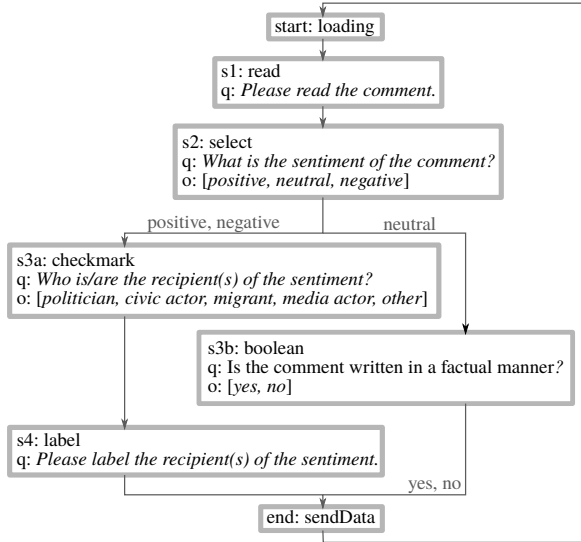 start: loading
s1: read
q: Please read the comment.
s2: select
q: What is the sentiment of the comment?
o: [positive, neutral, negative]
positive, negative
neutral
s3a: checkmark
q: Who is/are the recipient(s) of the sentiment?
o: [politician, civic actor, migrant, media actor, other]
s3b: boolean
q: Is the comment written in a factual manner?
o: [yes, no]
s4: label
q: Please label the recipient(s) of the sentiment.
yes, no
end: sendData